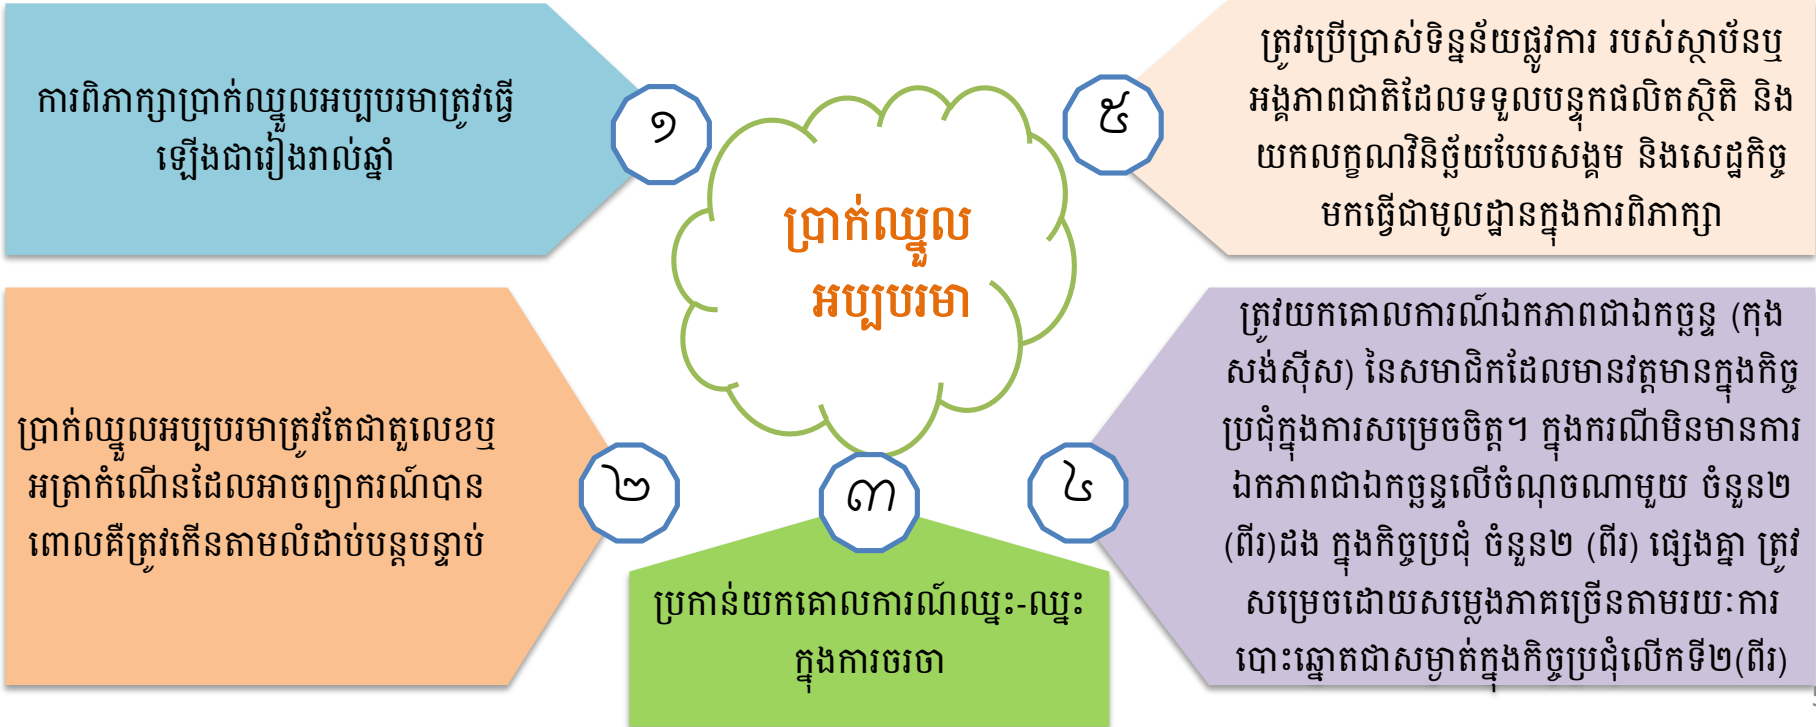 ប្រាក់ឈ្នួល
អប្បបរមា
១
ការពិភាក្សាប្រាក់ឈ្នួលអប្បបរមាត្រូវធ្វើ
ឡើងជារៀងរាល់ឆ្នាំ
២
ប្រាក់ឈ្នួលអប្បបរមាត្រូវតែជាតួលេខឬ
អត្រាកំណើនដែលអាចព្យាករណ៍បាន
ពោលគឺត្រូវកើនតាមលំដាប់បន្តបន្ទាប់
៣
ប្រកាន់យកគោលការណ៍ឈ្នះ-ឈ្នះ
ក្នុងការចរចា
៤
ត្រូវយកគោលការណ៍ឯកភាពជាឯកច្ឆន្ទ (កុង
សង់ស៊ីស) នៃសមាជិកដែលមានវត្តមានក្នុងកិច្ច
ប្រជុំក្នុងការសម្រេចចិត្ត។ ក្នុងករណីមិនមានការ
ឯកភាពជាឯកច្ឆន្ទលើចំណុចណាមួយ ចំនួន២
(ពីរ)ដង ក្នុងកិច្ចប្រជុំ ចំនួន២ (ពីរ) ផ្សេងគ្នា ត្រូវ
សម្រេចដោយសម្លេងភាគច្រើនតាមរយៈការ
បោះឆ្នោតជាសម្ងាត់ក្នុងកិច្ចប្រជុំលើកទី២(ពីរ)
៥
ត្រូវប្រើប្រាស់ទិន្នន័យផ្លូវការ របស់ស្ថាប័នឬ
អង្គភាពជាតិដែលទទួលបន្ទុកផលិតស្ថិតិ និង
យកលក្ខណវិនិច្ឆ័យបែបសង្គម និងសេដ្ឋកិច្ច
មកធ្វើជាមូលដ្ឋានក្នុងការពិភាក្សា